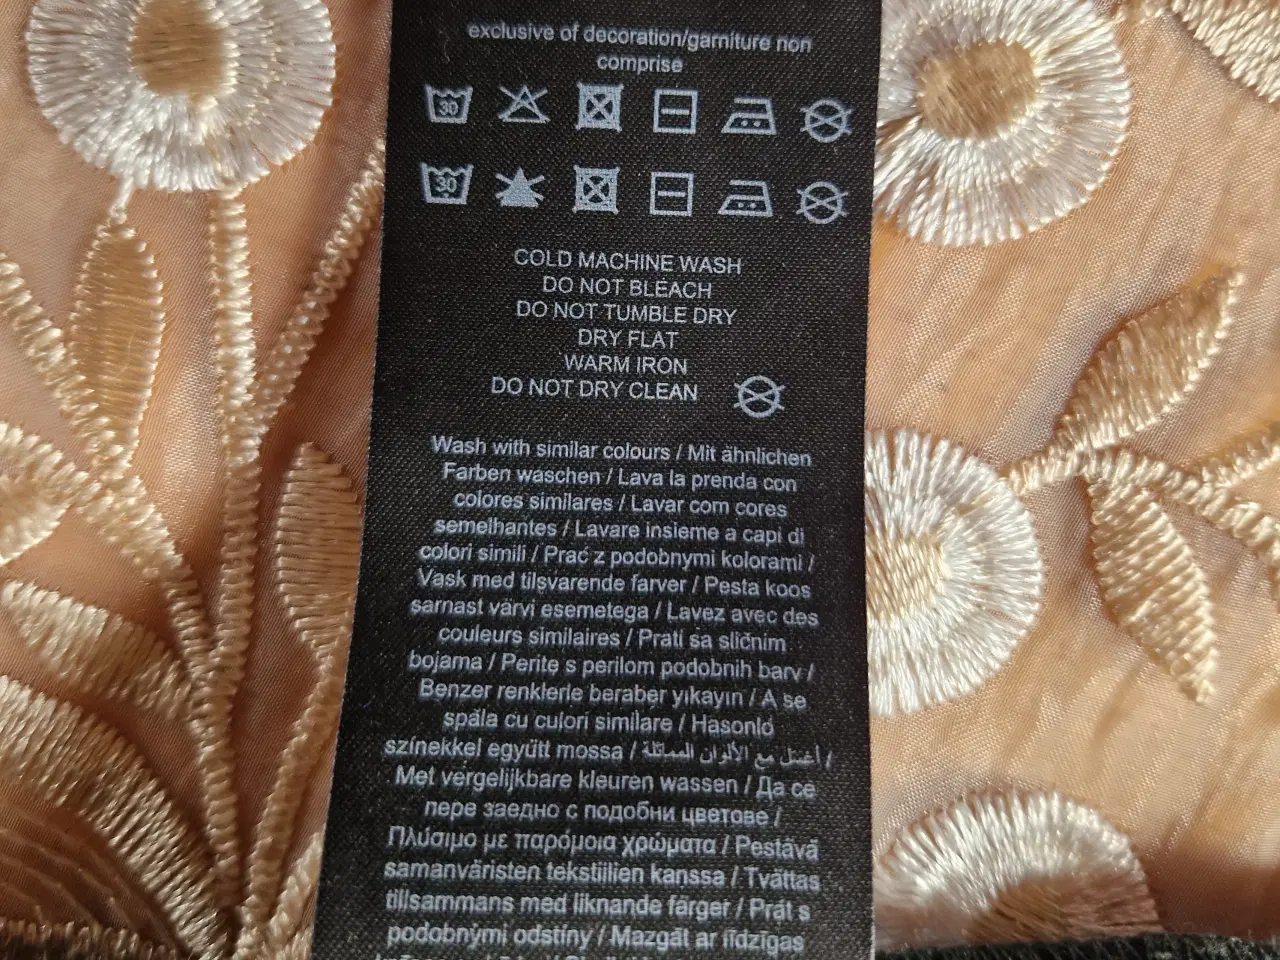 exclusive of decoration/garniture non
comprise
30
30
COLD MACHINE WASH
DO NOT BLEACH
DO NOT TUMBLE DRY
DRY FLAT
WARM IRON
DO NOT DRY CLEAN
Wash with similar colours / Mit ähnlichen
Farben waschen / Lava la prenda con
colores similares / Lavar com cores
semelhantes / Lavare insieme a capi di
colori simili / Prać z podobnymi kolorami /
Vask med tilsvarende farver / Pesta koos
sarnast värvi esemetega / Lavez avec des
couleurs similaires / Prati sa sličnim
bojama / Perite s perilom podobnih barv /
Benzer renklerle beraber yıkayın / A se
spăla cu culori similare / Hasonló
színekkel együtt mossa / أغسل مع الألوان المماثلة /
Met vergelijkbare kleuren wassen / Да се
пере заедно с подобни цветове /
Πλύσιμο με παρόμοια χρώματα / Pestävä
samanväristen tekstiilien kanssa / Tvättas
tillsammans med liknande färger / Prát s
podobnými odstíny / Mazgāt ar līdzīgas